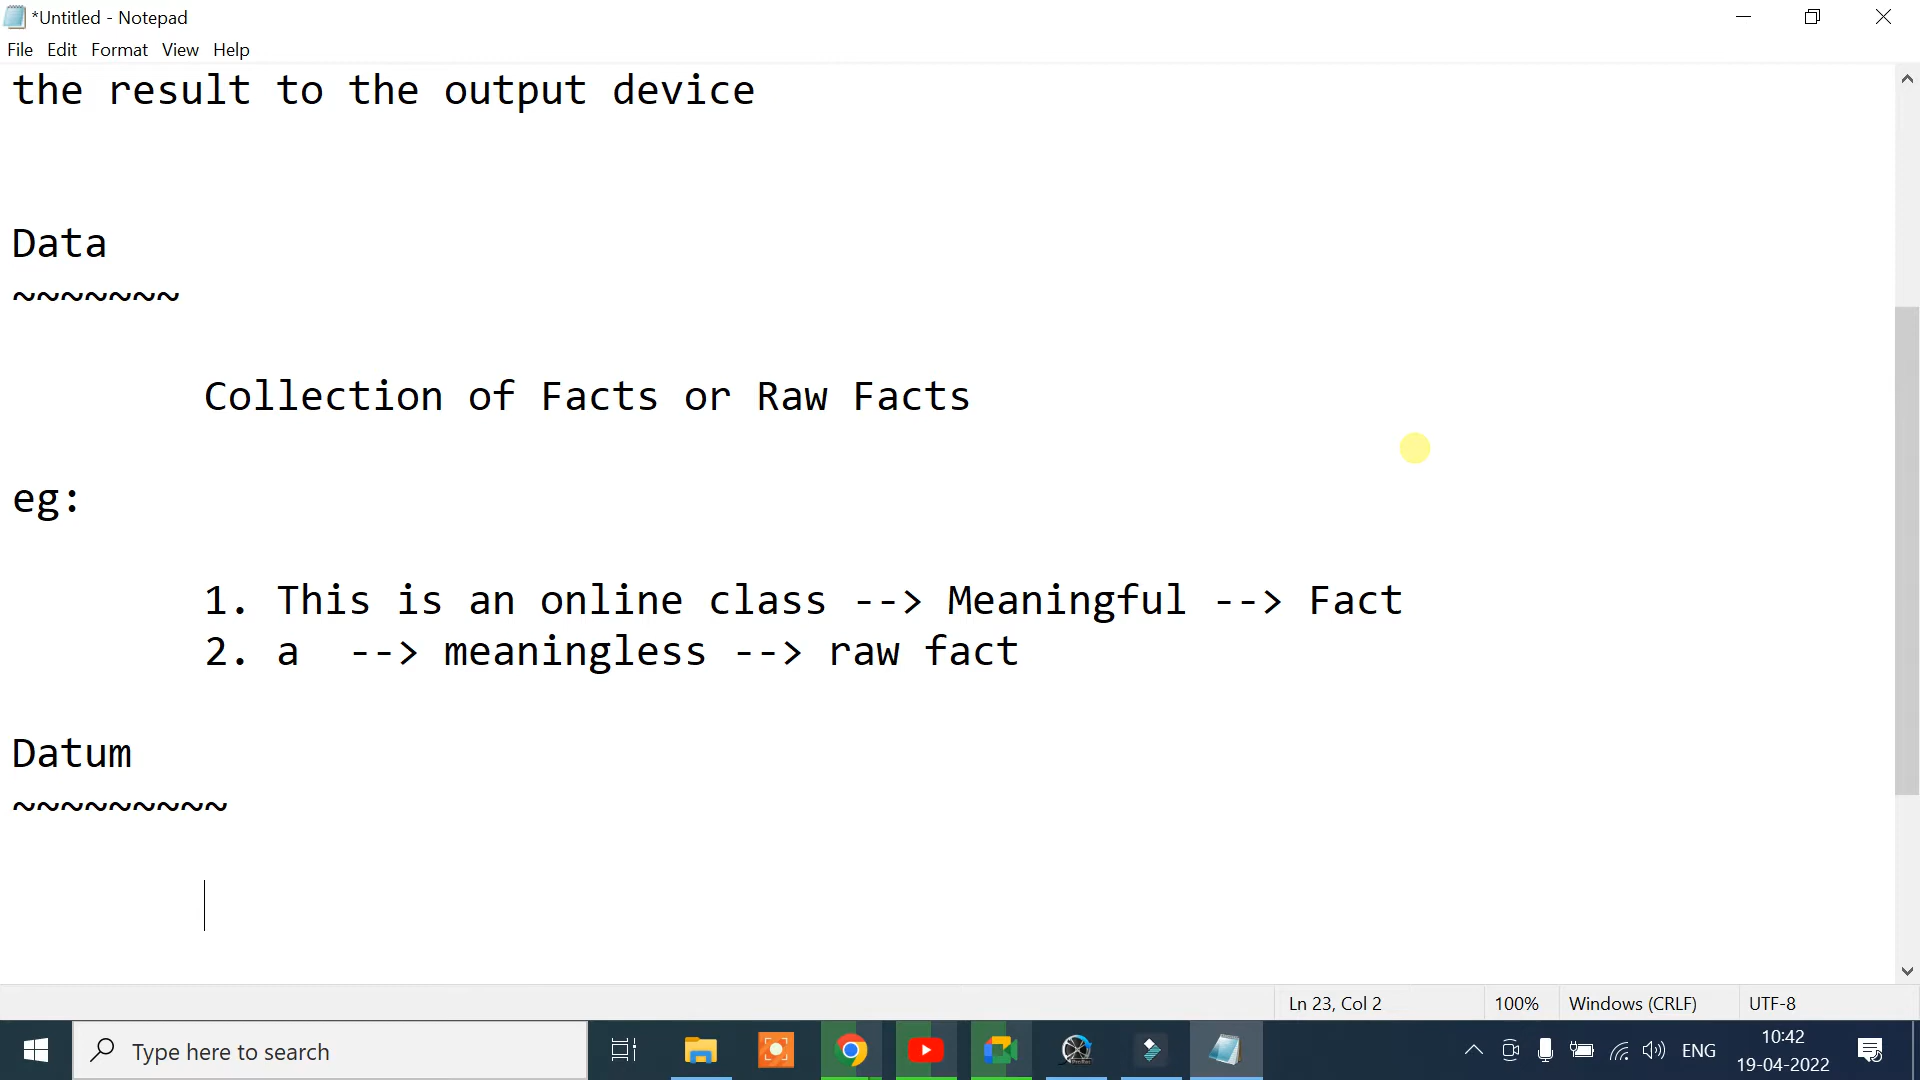 *Untitled - Notepad
File Edit Format View Help
the result to the output device
Data
~~~~~~~
Collection of Facts or Raw Facts
eg:
1. This is an online class --> Meaningful --> Fact
2. a  --> meaningless --> raw fact
Datum
~~~~~~~~~
Ln 23, Col 2
100%
Windows (CRLF)
UTF-8
Type here to search
ENG
10:42
19-04-2022